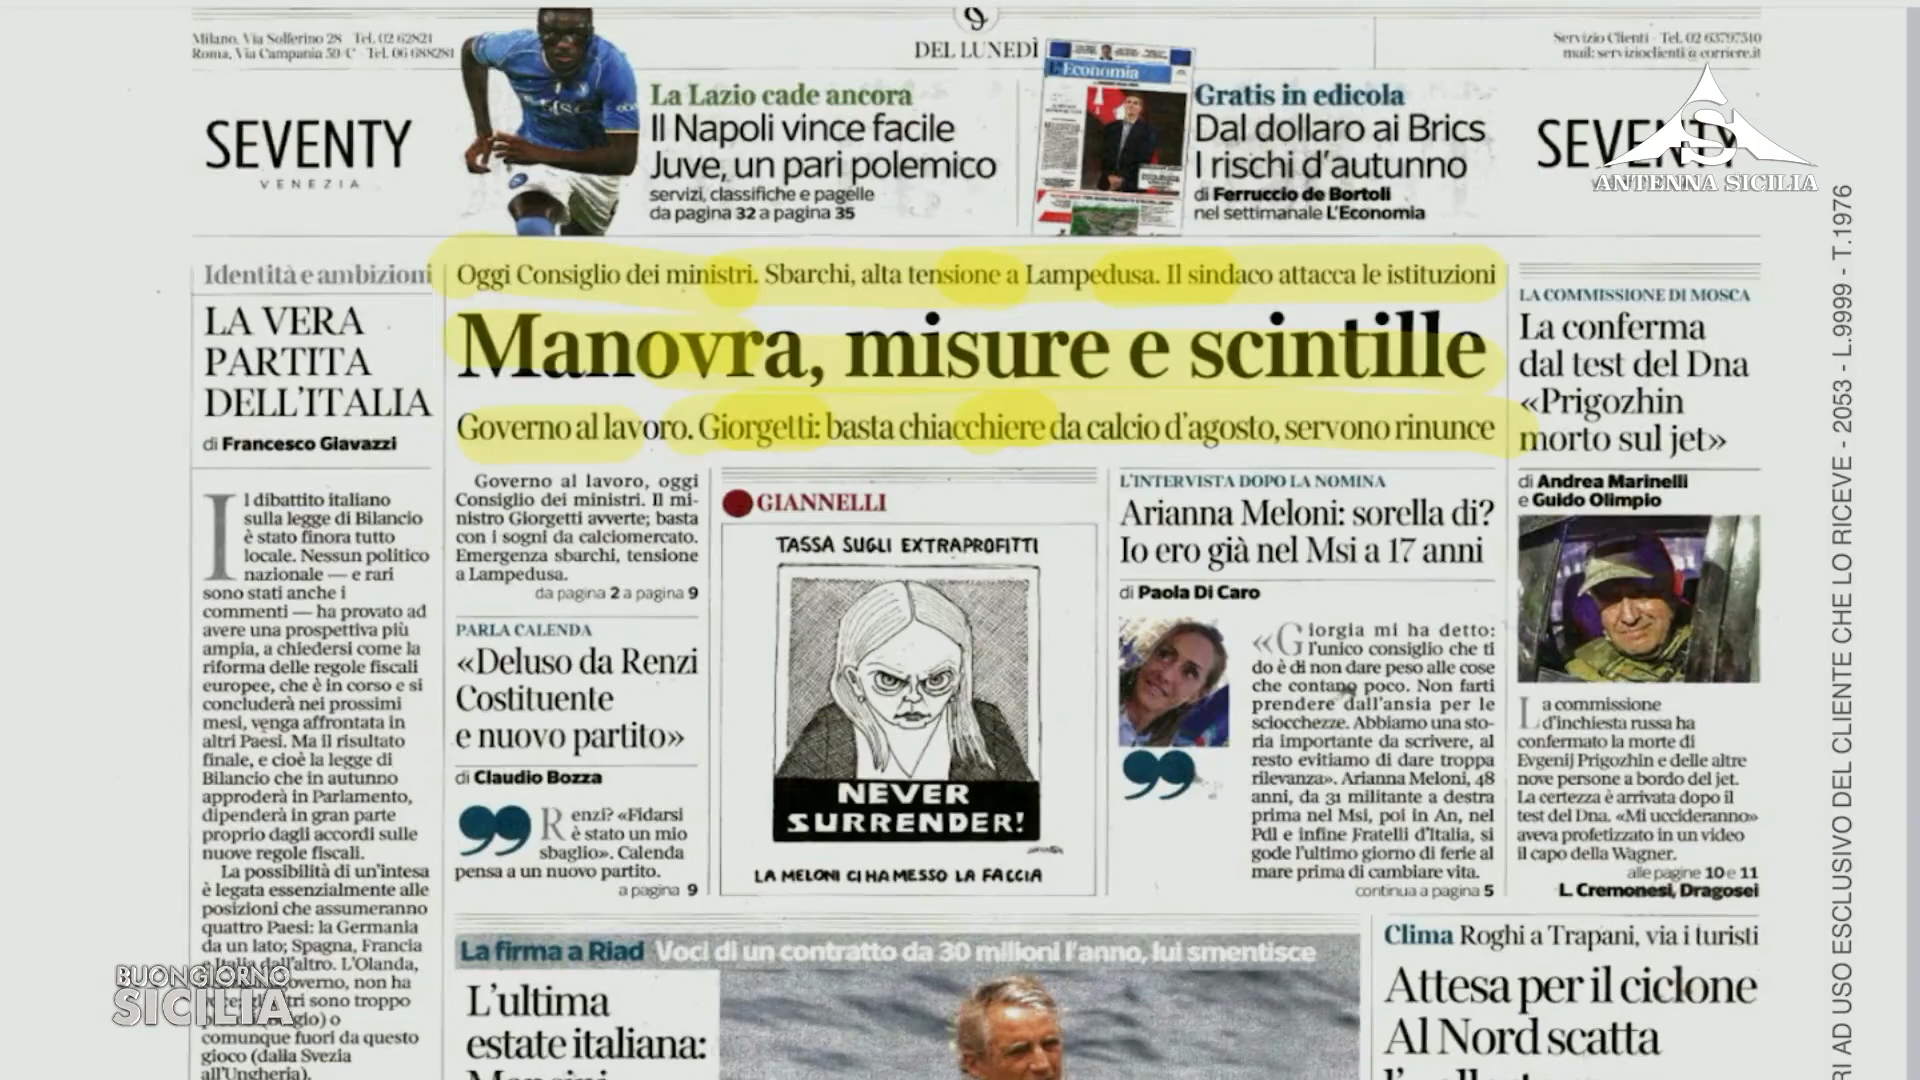 Milano, Via Solferino 28 Tel. 02 62821
Roma, Via Campania 59/C - Tel. 06 688281
DEL LUNEDÌ
Servizio Clienti - Tel. 02 63797510
mail: servizioclienti@corriere.it
SEVENTY
VENEZIA
La Lazio cade ancora
Il Napoli vince facile
Juve, un pari polemico
servizi, classifiche e pagelle
da pagina 32 a pagina 35
L'Economia
Gratis in edicola
Dal dollaro ai Brics
I rischi d'autunno
di Ferruccio de Bortoli
nel settimanale L'Economia
SEVENTY
ANTENNA SICILIA
Identità e ambizioni
LA VERA
PARTITA
DELL'ITALIA
di Francesco Giavazzi
Il dibattito italiano
sulla legge di Bilancio
è stato finora tutto
locale. Nessun politico
nazionale — e rari
sono stati anche i
commenti — ha provato ad
avere una prospettiva più
ampia, a chiedersi come la
riforma delle regole fiscali
europee, che è in corso e si
concluderà nei prossimi
mesi, venga affrontata in
altri Paesi. Ma il risultato
finale, e cioè la legge di
Bilancio che in autunno
approderà in Parlamento,
dipenderà in gran parte
proprio dagli accordi sulle
nuove regole fiscali.
La possibilità di un'intesa
è legata essenzialmente alle
posizioni che assumeranno
quattro Paesi: la Germania
da un lato; Spagna, Francia
e Italia dall'altro. L'Olanda,
overno, non ha
tri sono troppo
gio) o
comunque fuori da questo
gioco (dalla Svezia
all'Ungheria).
Oggi Consiglio dei ministri. Sbarchi, alta tensione a Lampedusa. Il sindaco attacca le istituzioni
Manovra, misure e scintille
Governo al lavoro. Giorgetti: basta chiacchiere da calcio d'agosto, servono rinunce
Governo al lavoro, oggi
Consiglio dei ministri. Il mi-
nistro Giorgetti avverte; basta
con i sogni da calciomercato.
Emergenza sbarchi, tensione
a Lampedusa.
da pagina 2 a pagina 9
PARLA CALENDA
«Deluso da Renzi
Costituente
e nuovo partito»
di Claudio Bozza
Renzi? «Fidarsi
è stato un mio
sbaglio». Calenda
pensa a un nuovo partito.
a pagina 9
GIANNELLI
TASSA SUGLI EXTRAPROFITTI
NEVER
SURRENDER!
LA MELONI CI HA MESSO LA FACCIA
L'INTERVISTA DOPO LA NOMINA
Arianna Meloni: sorella di?
Io ero già nel Msi a 17 anni
di Paola Di Caro
«Giorgia mi ha detto:
l'unico consiglio che ti
do è di non dare peso alle cose
che contano poco. Non farti
prendere dall'ansia per le
sciocchezze. Abbiamo una sto-
ria importante da scrivere, al
resto evitiamo di dare troppa
rilevanza». Arianna Meloni, 48
anni, da 31 militante a destra
prima nel Msi, poi in An, nel
Pdl e infine Fratelli d'Italia, si
gode l'ultimo giorno di ferie al
mare prima di cambiare vita.
continua a pagina 5
LA COMMISSIONE DI MOSCA
La conferma
dal test del Dna
«Prigozhin
morto sul jet»
di Andrea Marinelli
e Guido Olimpio
La commissione
d'inchiesta russa ha
confermato la morte di
Evgenij Prigozhin e delle altre
nove persone a bordo del jet.
La certezza è arrivata dopo il
test del Dna. «Mi uccideranno»
aveva profetizzato in un video
il capo della Wagner.
alle pagine 10 e 11
L. Cremonesi, Dragosei
La firma a Riad Voci di un contratto da 30 milioni l'anno, lui smentisce
L'ultima
estate italiana:
Mancini
Clima Roghi a Trapani, via i turisti
Attesa per il ciclone
Al Nord scatta
BUONGIORNO
SICILIA
RI AD USO ESCLUSIVO DEL CLIENTE CHE LO RICEVE - 2053 - L.9999 - T.1976